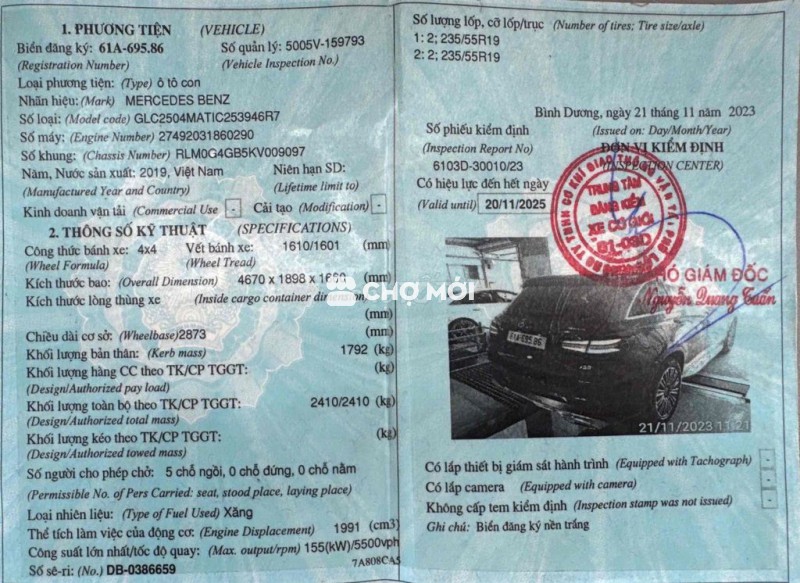 1. PHƯƠNG TIỆN (VEHICLE)
Biển đăng ký: 61A-695.86 Số quản lý: 5005V-159793
(Registration Number) (Vehicle Inspection No.)
Loại phương tiện: (Type) ô tô con
Nhãn hiệu: (Mark) MERCEDES BENZ
Số loại: (Model code) GLC2504MATIC253946R7
Số máy: (Engine Number) 27492031860290
Số khung: (Chassis Number) RLM0G4GB5KV009097
Năm, Nước sản xuất: 2019, Việt Nam Niên hạn SD:
(Manufactured Year and Country) (Lifetime limit to)
Kinh doanh vận tải (Commercial Use) - Cải tạo (Modification) -
2. THÔNG SỐ KỸ THUẬT (SPECIFICATIONS)
Công thức bánh xe: 4x4 Vết bánh xe: 1610/1601 (mm)
(Wheel Formula) (Wheel Tread)
Kích thước bao: (Overall Dimension) 4670 x 1898 x (mm)
Kích thước lòng thùng xe (Inside cargo container dimension)
(mm)
Chiều dài cơ sở: (Wheelbase) 2873 (mm)
Khối lượng bản thân: (Kerb mass) 1792 (kg)
Khối lượng hàng CC theo TK/CP TGGT: (kg)
(Design/Authorized pay load)
Khối lượng toàn bộ theo TK/CP TGGT: 2410/2410 (kg)
(Design/Authorized total mass)
Khối lượng kéo theo TK/CP TGGT: (kg)
(Design/Authorized towed mass)
Số người cho phép chở: 5 chỗ ngồi, 0 chỗ đứng, 0 chỗ nằm
(Permissible No. of Pers Carried: seat, stood place, laying place)
Loại nhiên liệu: (Type of Fuel Used) Xăng
Thể tích làm việc của động cơ: (Engine Displacement) 1991 (cm3)
Công suất lớn nhất/tốc độ quay: (Max. output/rpm) 155(kW)/5500vph
Số sê-ri: (No.) DB-0386659 7A808CA5
Số lượng lốp, cỡ lốp/trục (Number of tires; Tire size/axle)
1: 2; 235/55R19
2: 2; 235/55R19
Bình Dương, ngày 21 tháng 11 năm 2023
Số phiếu kiểm định (Issued on: Day/Month/Year)
(Inspection Report No) ĐƠN VỊ KIỂM ĐỊNH
6103D-30010/23 (INSPECTION CENTER)
Có hiệu lực đến hết ngày
(Valid until) 20/11/2025
TRUNG TÂM
ĐĂNG KIỂM
XE CƠ GIỚI
61-03D
PHÓ GIÁM ĐỐC
Nguyễn Quang Tuấn
CHỢ TỐT
61A-695.86
21/11/2023 11:21
Có lắp thiết bị giám sát hành trình (Equipped with Tachograph) -
Có lắp camera (Equipped with camera) -
Không cấp tem kiểm định (Inspection stamp was not issued) -
Ghi chú: Biển đăng ký nền trắng